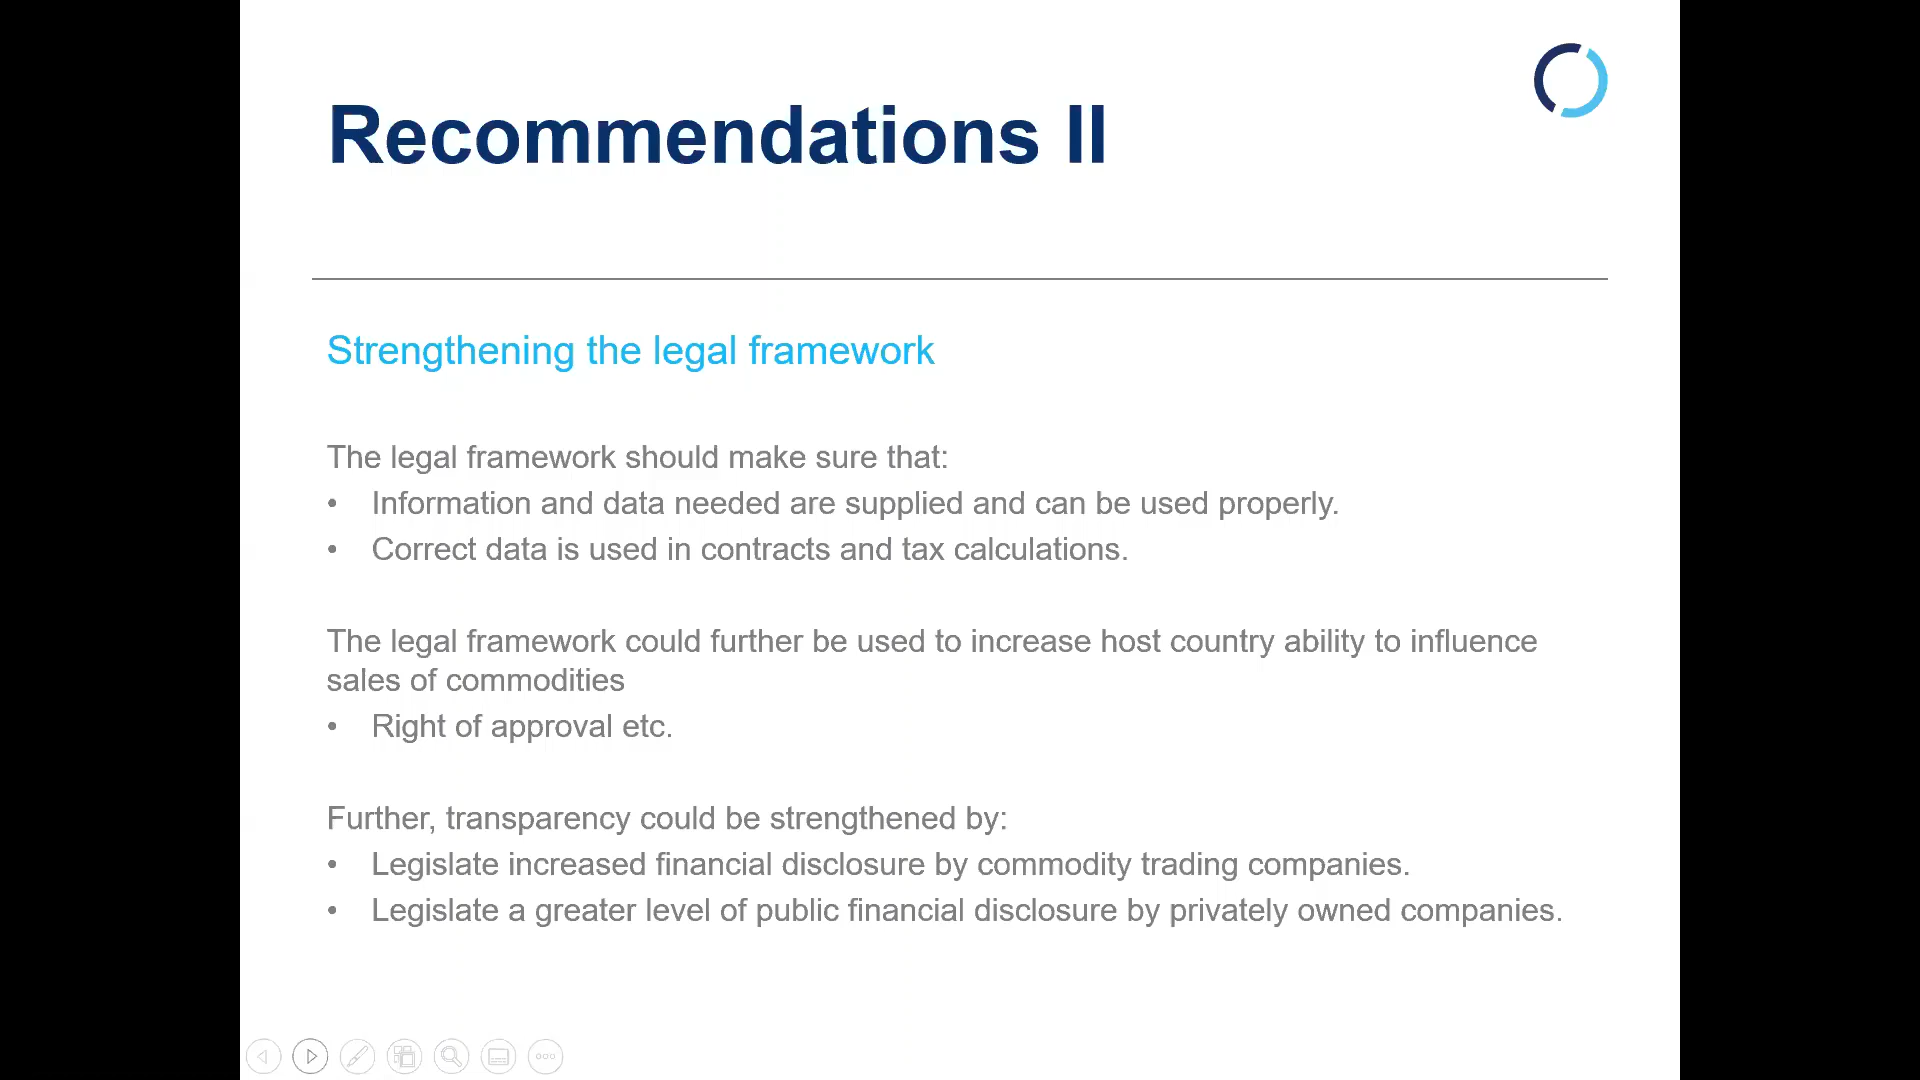 Recommendations II
Strengthening the legal framework
The legal framework should make sure that:
• Information and data needed are supplied and can be used properly.
• Correct data is used in contracts and tax calculations.
The legal framework could further be used to increase host country ability to influence
sales of commodities
• Right of approval etc.
Further, transparency could be strengthened by:
• Legislate increased financial disclosure by commodity trading companies.
• Legislate a greater level of public financial disclosure by privately owned companies.